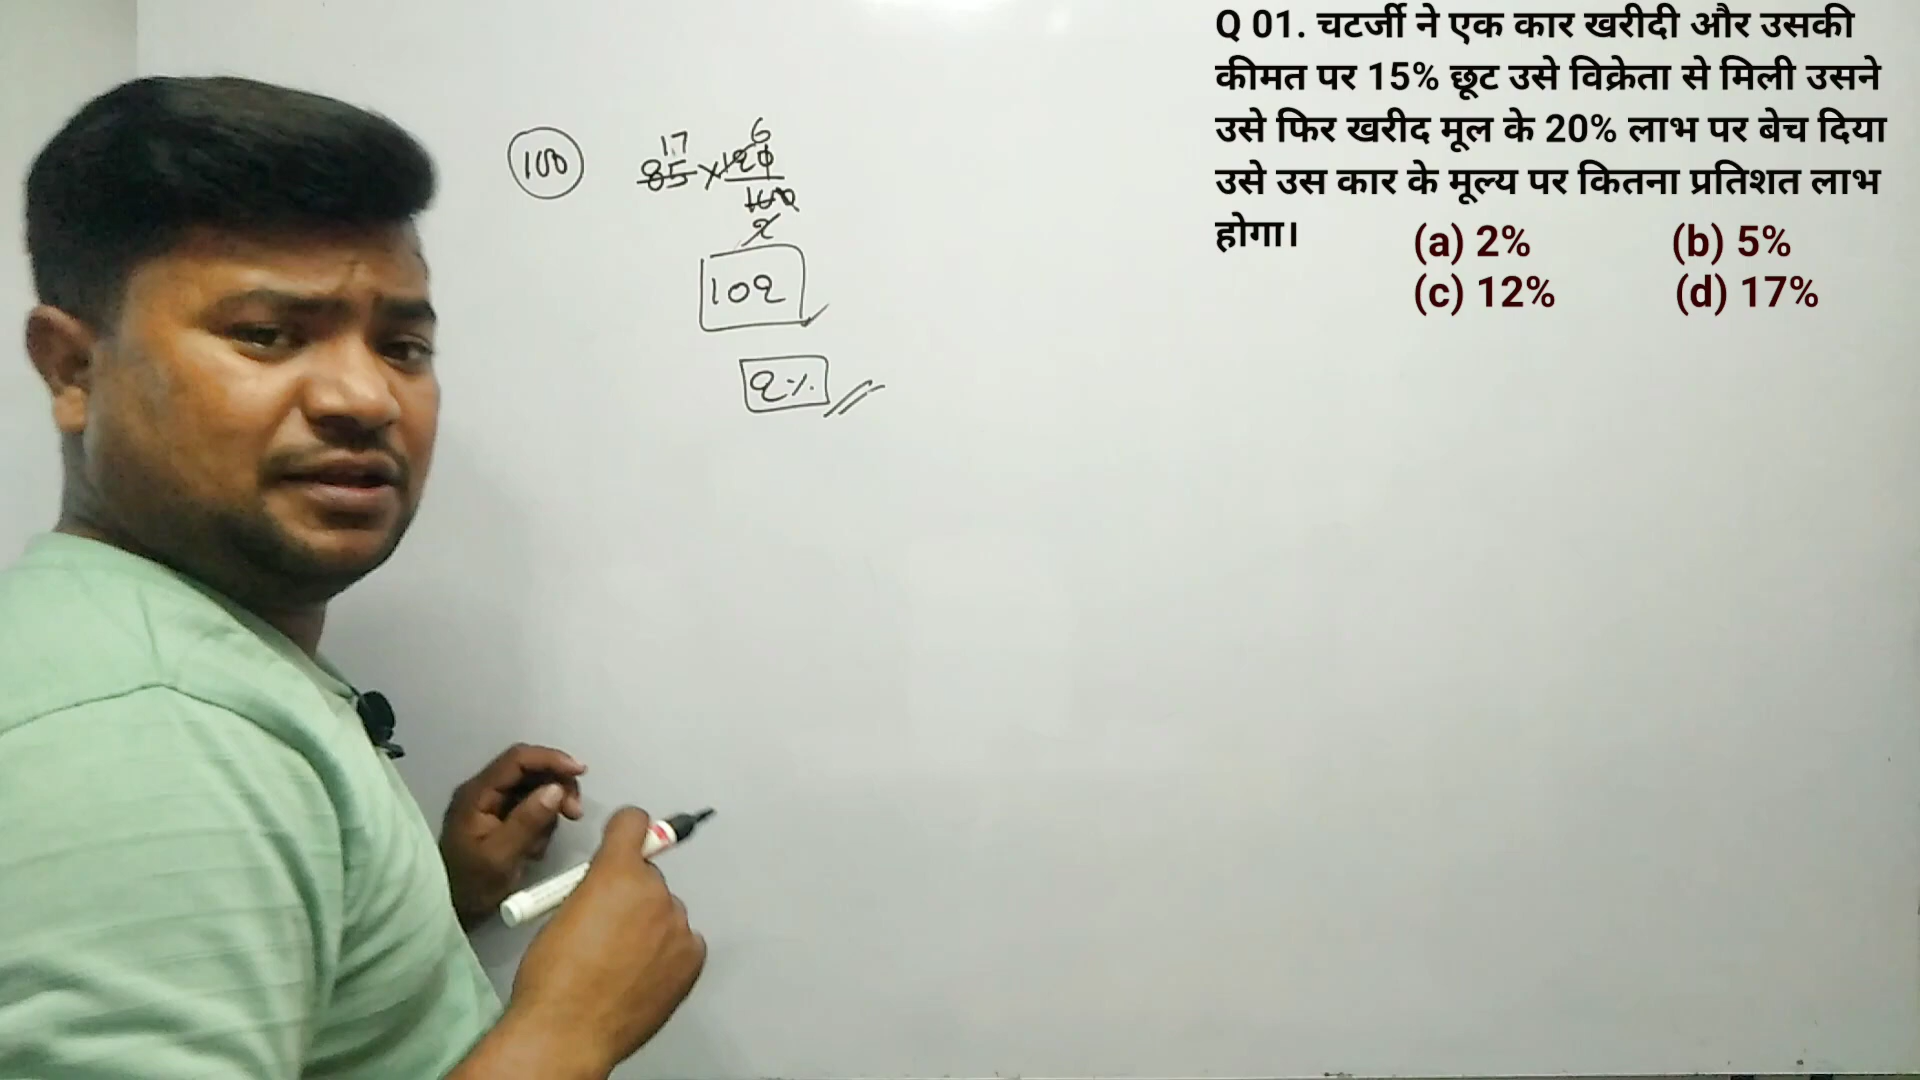 Q 01. चटर्जी ने एक कार खरीदी और उसकी
कीमत पर 15% छूट उसे विक्रेता से मिली उसने
उसे फिर खरीद मूल के 20% लाभ पर बेच दिया
उसे उस कार के मूल्य पर कितना प्रतिशत लाभ
होगा।
(a) 2% (b) 5%
(c) 12% (d) 17%
17 6
100 85 × 120
100
2
102
2%